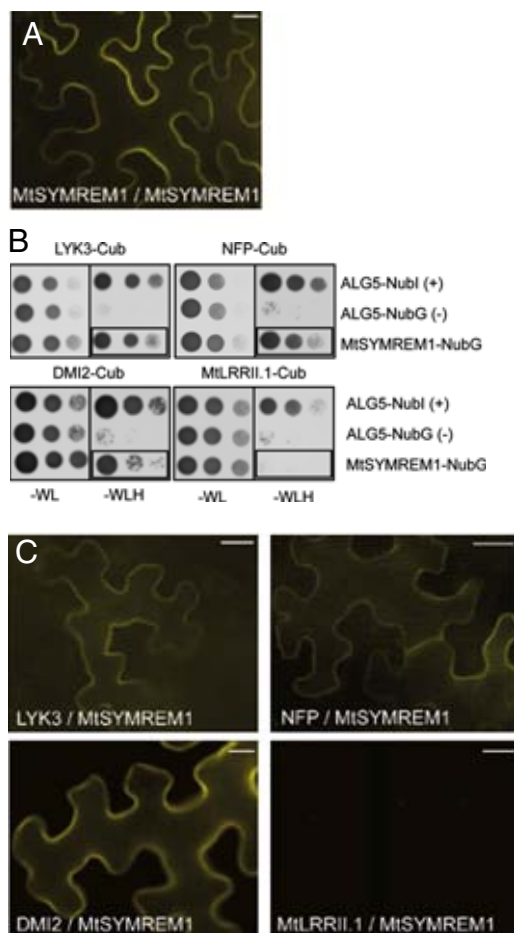 A
MtSYMREM1 / MtSYMREM1
B
LYK3-Cub NFP-Cub
ALG5-NubI (+)
ALG5-NubG (-)
MtSYMREM1-NubG
DMI2-Cub MtLRRII.1-Cub
ALG5-NubI (+)
ALG5-NubG (-)
MtSYMREM1-NubG
-WL -WLH -WL -WLH
C
LYK3 / MtSYMREM1
NFP / MtSYMREM1
DMI2 / MtSYMREM1
MtLRRII.1 / MtSYMREM1